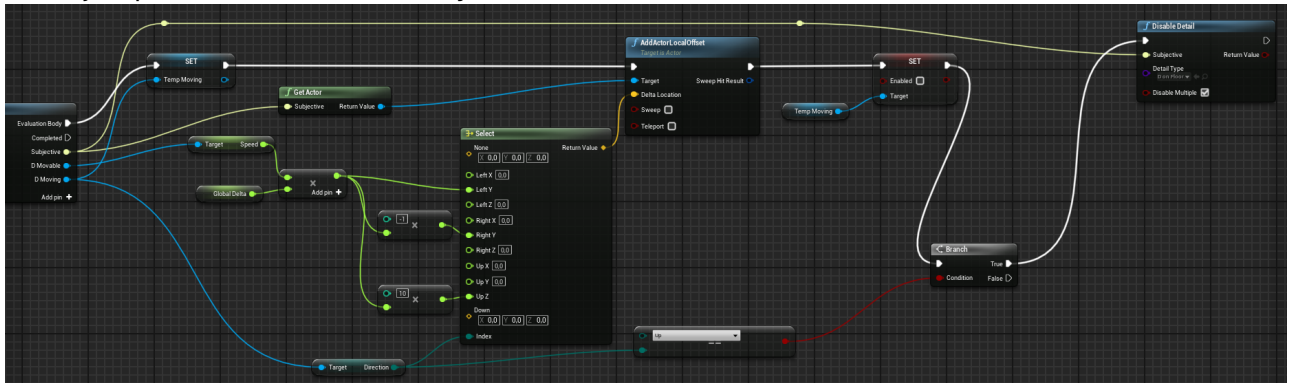 Evaluation Body
Completed
Subjective
D Movable
D Moving
Add pin +
SET
Temp Moving
Get Actor
Subjective Return Value
Target Speed
Global Delta
×
Add pin +
-1 ×
10 ×
Select
None Return Value
X 0,0 Y 0,0 Z 0,0
Left X 0,0
Left Y
Left Z 0,0
Right X 0,0
Right Y
Right Z 0,0
Up X 0,0
Up Y 0,0
Up Z
Down
X 0,0 Y 0,0 Z 0,0
Index
Target Direction
AddActorLocalOffset
Target is Actor
Target Sweep Hit Result
Delta Location
Sweep
Teleport
Temp Moving
SET
Enabled
Target
Up
==
Branch
True
Condition False
Disable Detail
Subjective Return Value
Detail Type
D on Floor
Disable Multiple